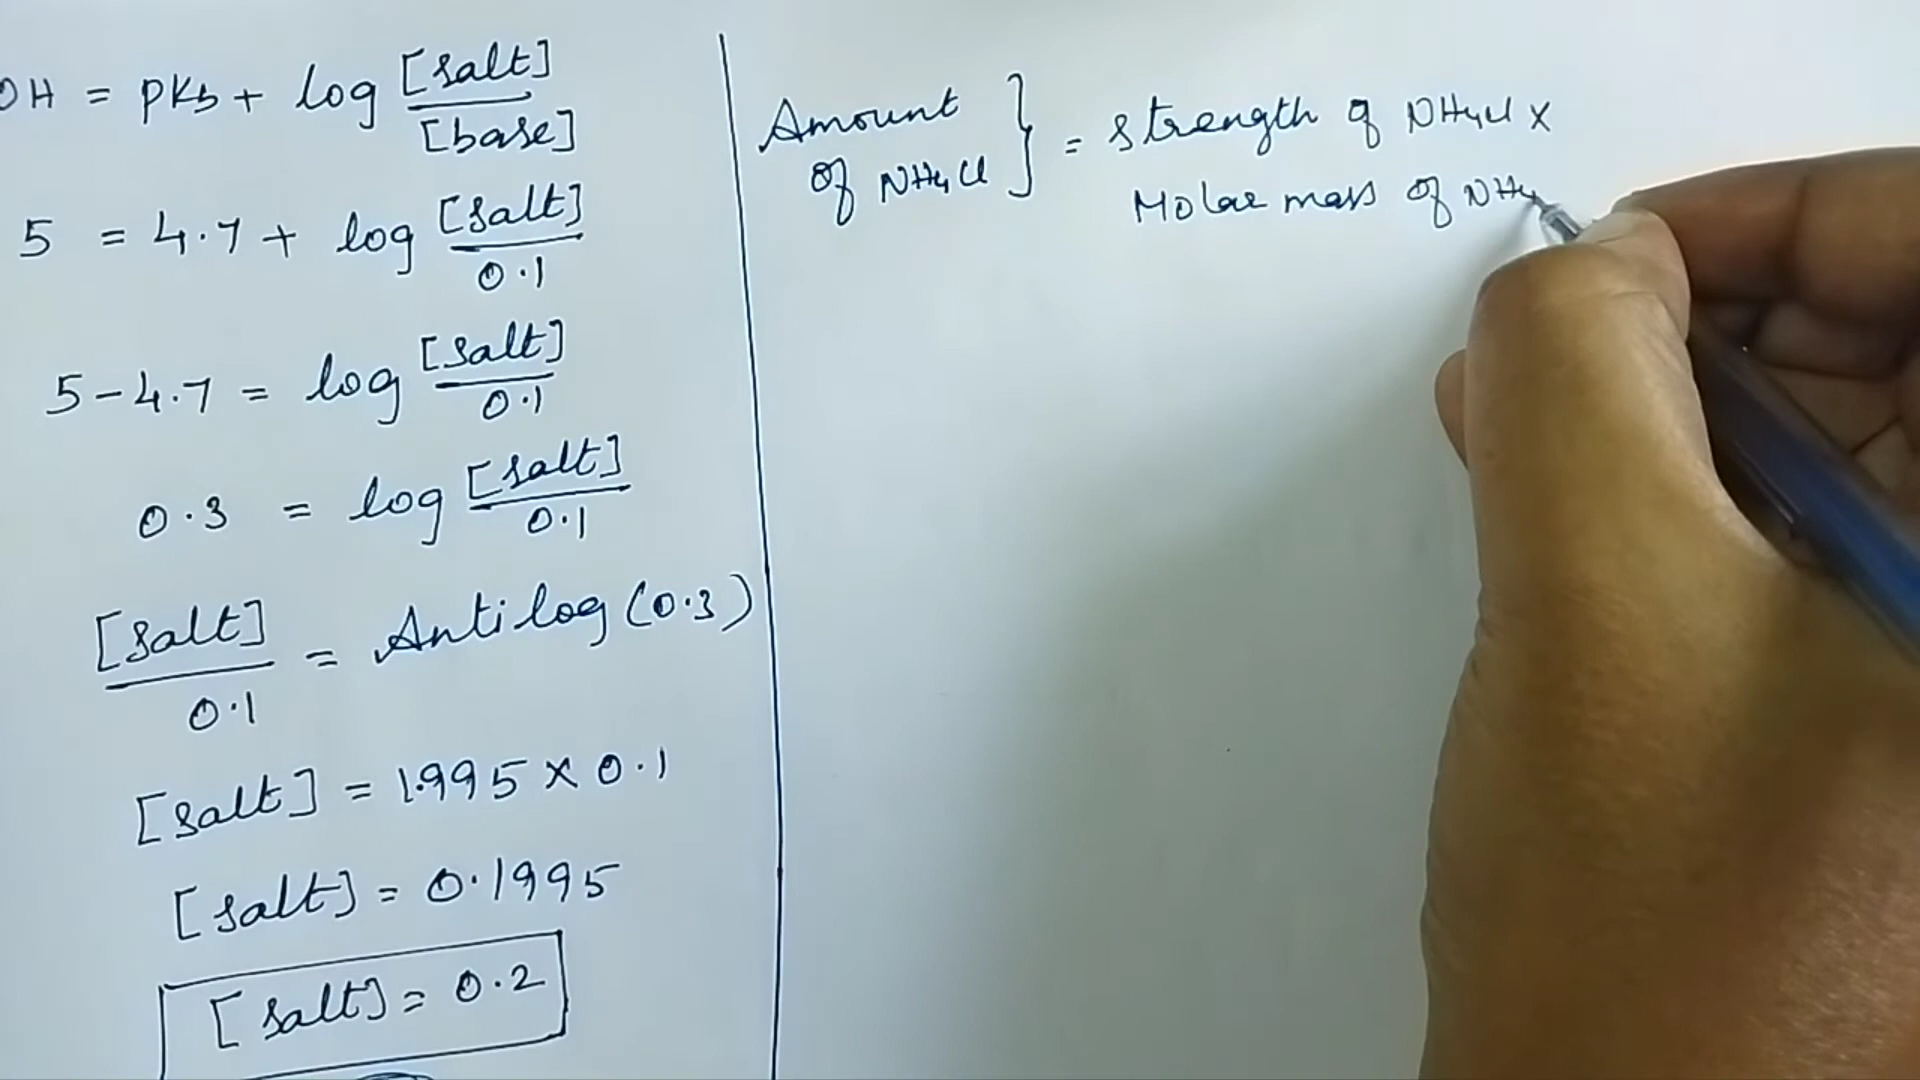 OH = pKb + log [salt]/[base]
5 = 4.7 + log [salt]/0.1
5 - 4.7 = log [salt]/0.1
0.3 = log [salt]/0.1
[salt]/0.1 = Antilog (0.3)
[salt] = 1.995 × 0.1
[salt] = 0.1995
[salt] = 0.2
Amount of NH4Cl } = strength of NH4Cl ×
Molar mass of NH4